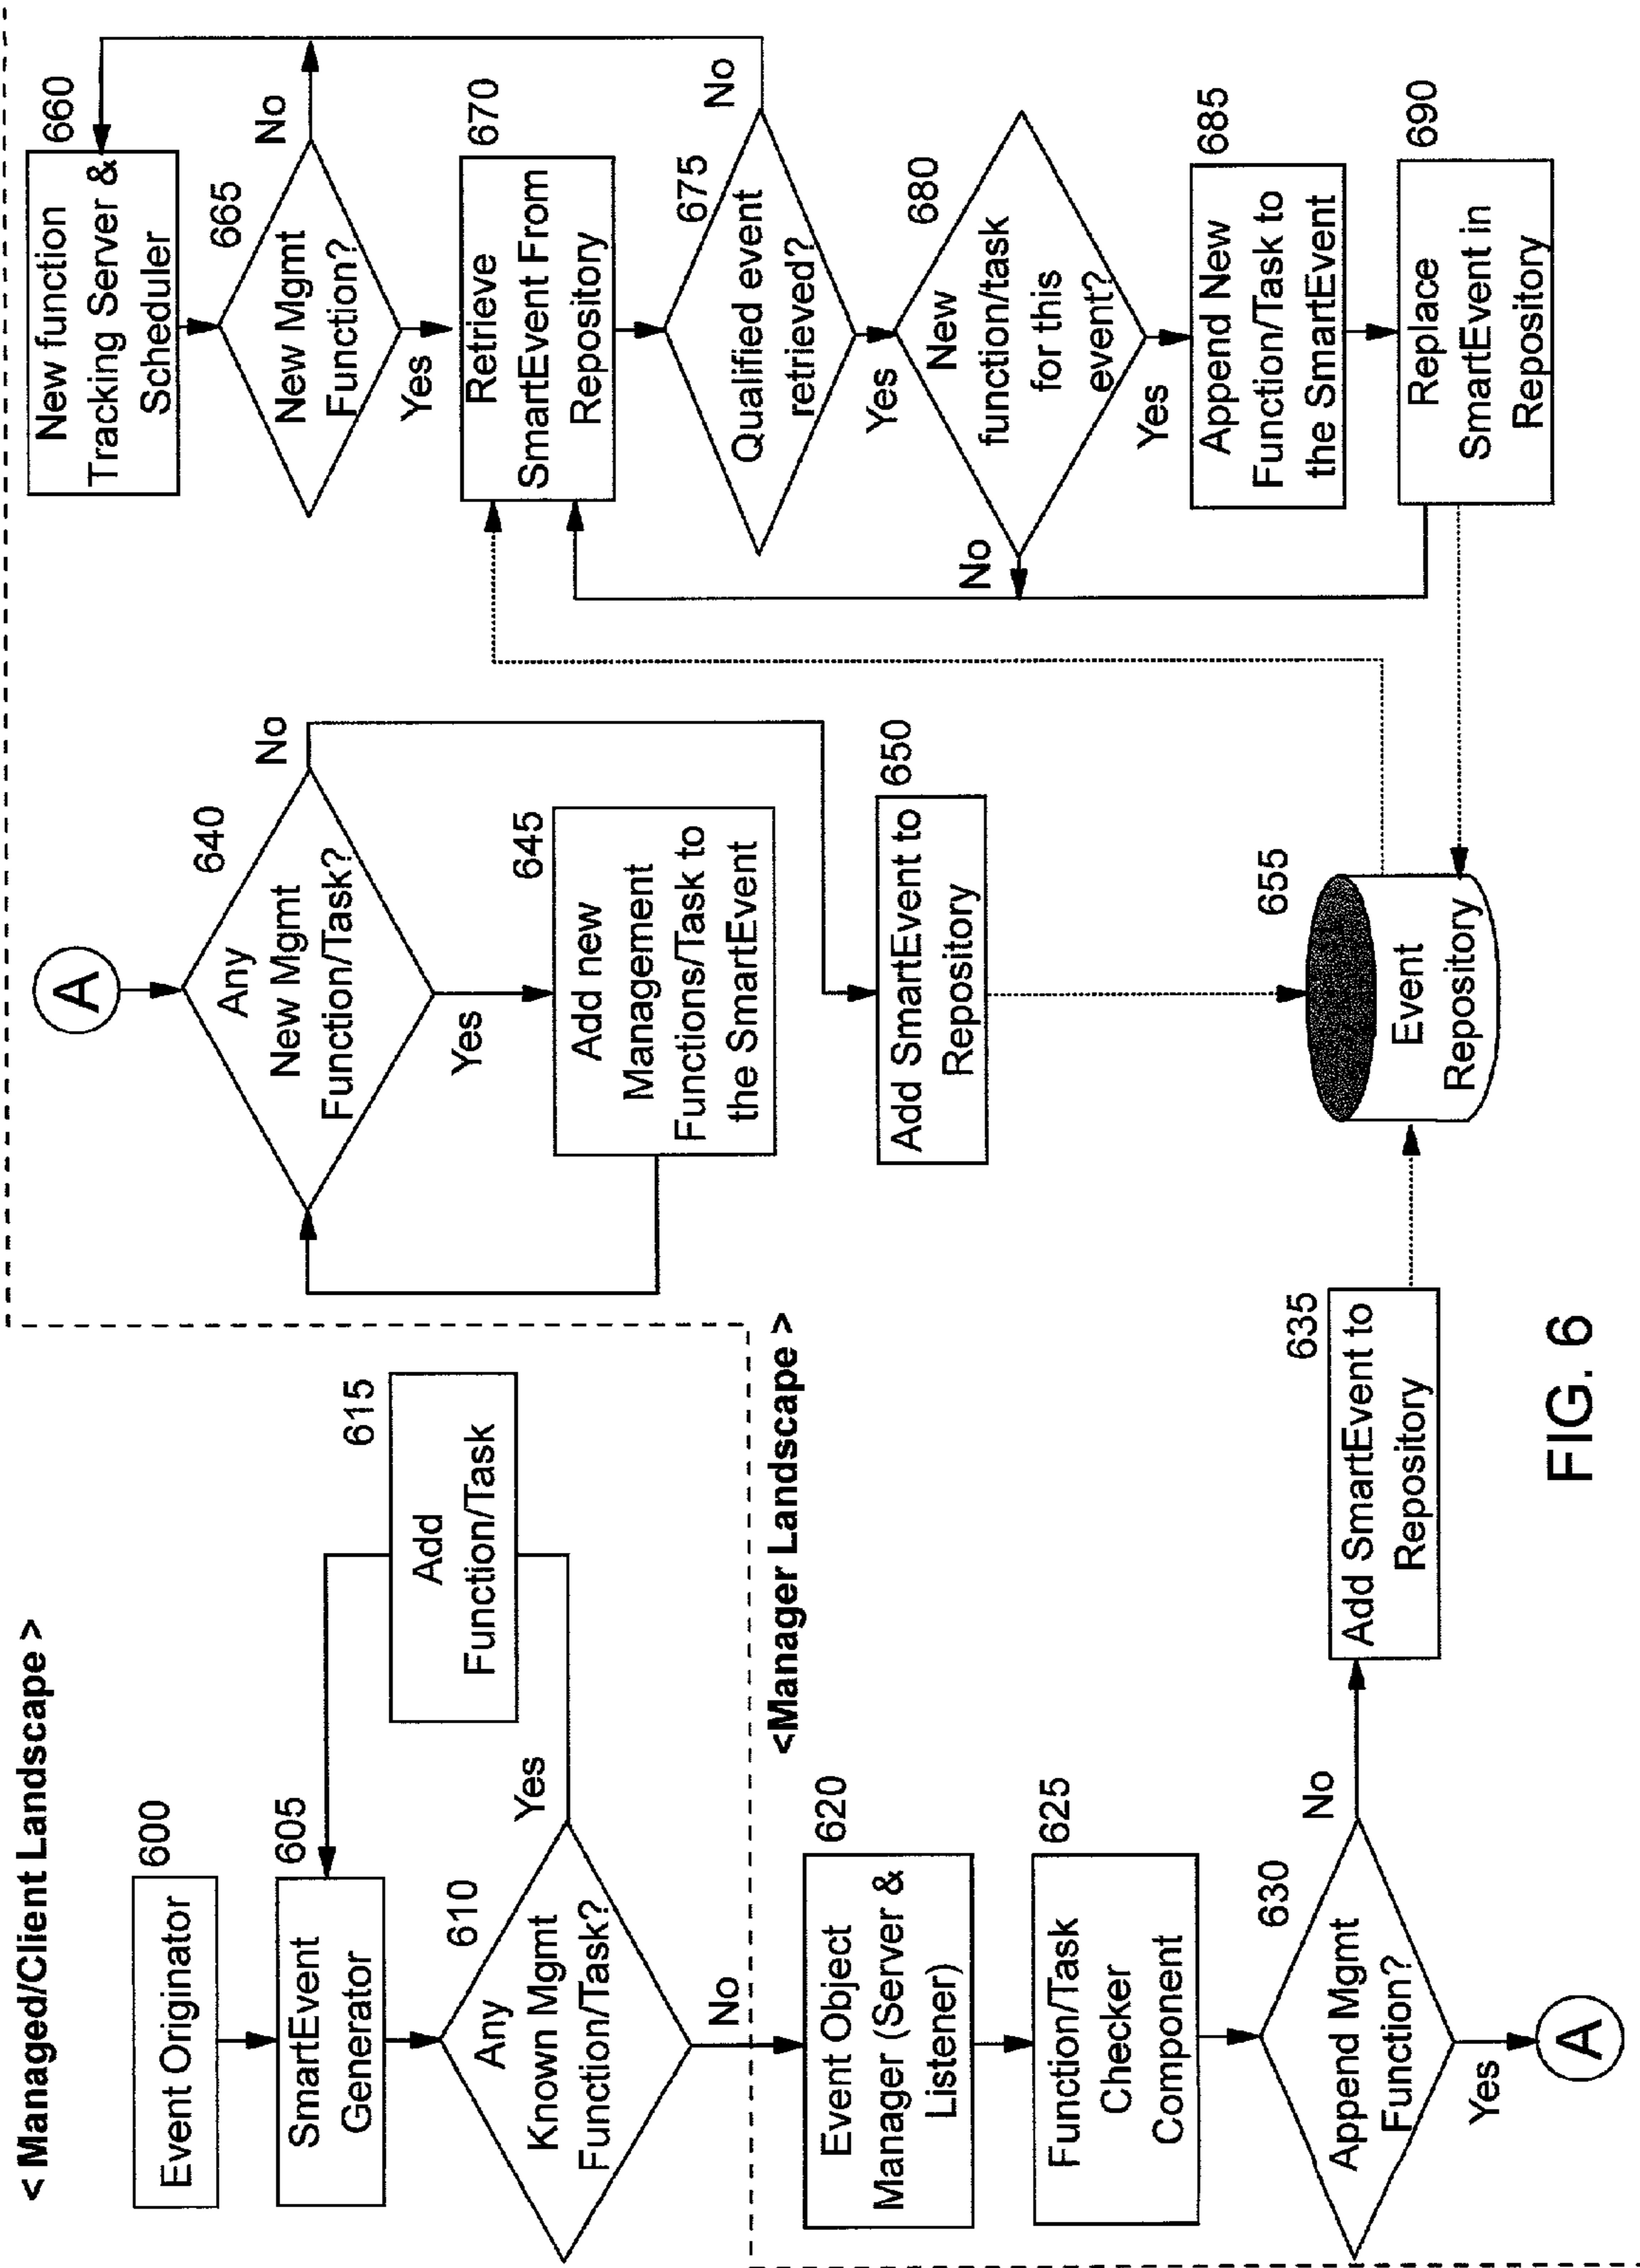 < Managed/Client Landscape >
600
Event Originator
605
SmartEvent
Generator
610
Any
Known Mgmt
Function/Task?
Yes
No
615
Add
Function/Task
<Manager Landscape >
620
Event Object
Manager (Server &
Listener)
625
Function/Task
Checker
Component
630
Append Mgmt
Function?
No
Yes
A
635
Add SmartEvent to
Repository
A
640
Any
New Mgmt
Function/Task?
No
Yes
645
Add new
Management
Functions/Task to
the SmartEvent
650
Add SmartEvent to
Repository
655
Event
Repository
660
New function
Tracking Server &
Scheduler
665
New Mgmt
Function?
No
Yes
670
Retrieve
SmartEvent From
Repository
675
Qualified event
retrieved?
No
Yes
680
New
function/task
for this
event?
No
Yes
685
Append New
Function/Task to
the SmartEvent
690
Replace
SmartEvent in
Repository
FIG. 6